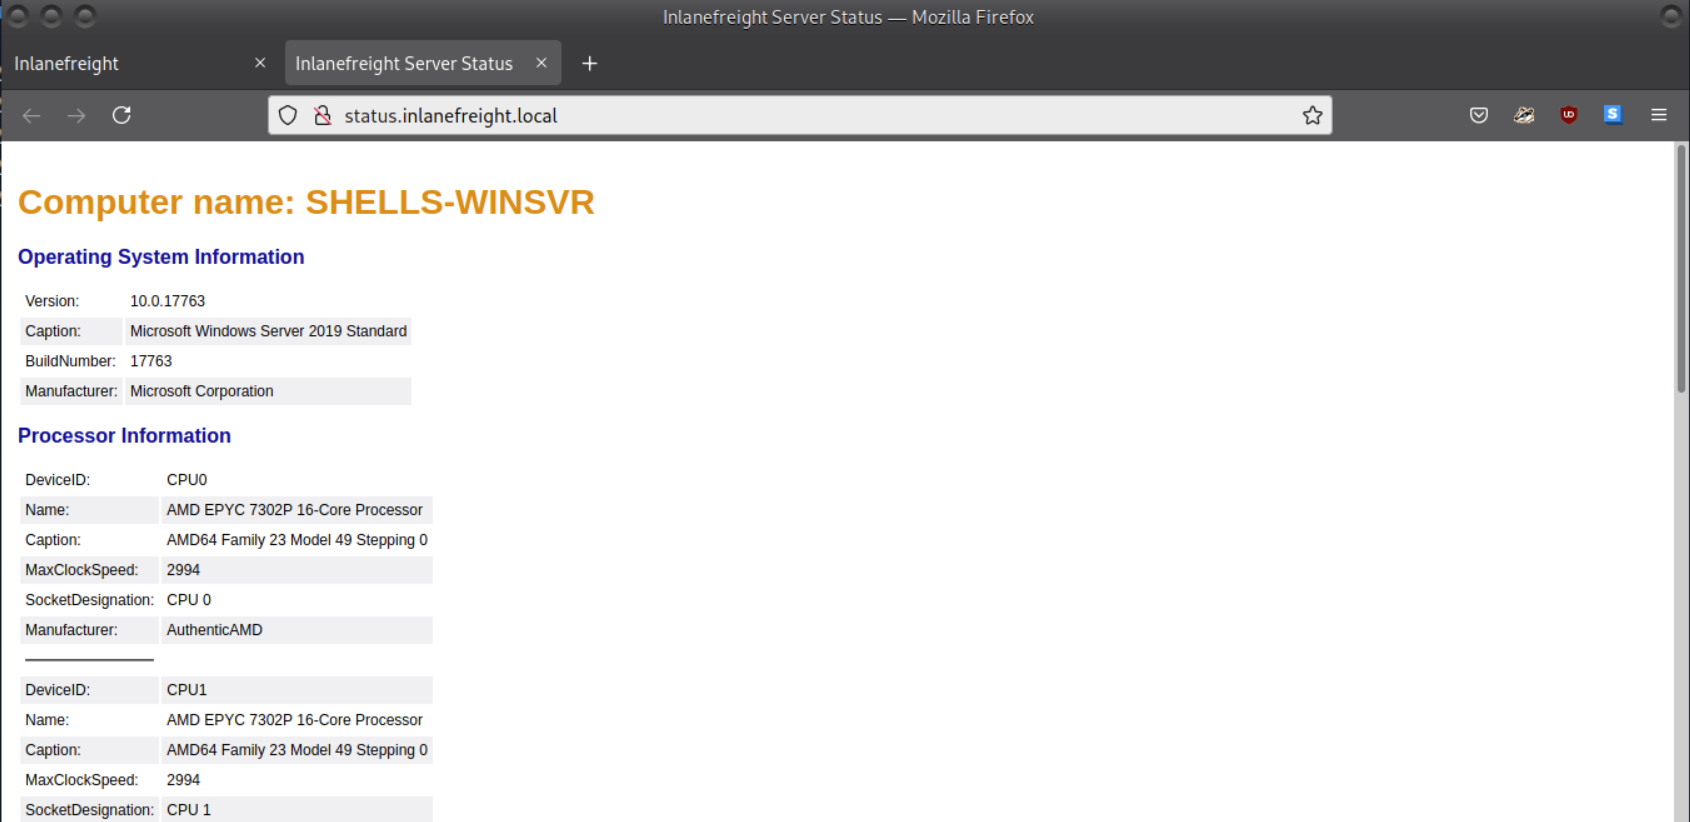 Inlanefreight Server Status — Mozilla Firefox
Inlanefreight × Inlanefreight Server Status × +
status.inlanefreight.local
Computer name: SHELLS-WINSVR
Operating System Information
Version: 10.0.17763
Caption: Microsoft Windows Server 2019 Standard
BuildNumber: 17763
Manufacturer: Microsoft Corporation
Processor Information
DeviceID: CPU0
Name: AMD EPYC 7302P 16-Core Processor
Caption: AMD64 Family 23 Model 49 Stepping 0
MaxClockSpeed: 2994
SocketDesignation: CPU 0
Manufacturer: AuthenticAMD
DeviceID: CPU1
Name: AMD EPYC 7302P 16-Core Processor
Caption: AMD64 Family 23 Model 49 Stepping 0
MaxClockSpeed: 2994
SocketDesignation: CPU 1